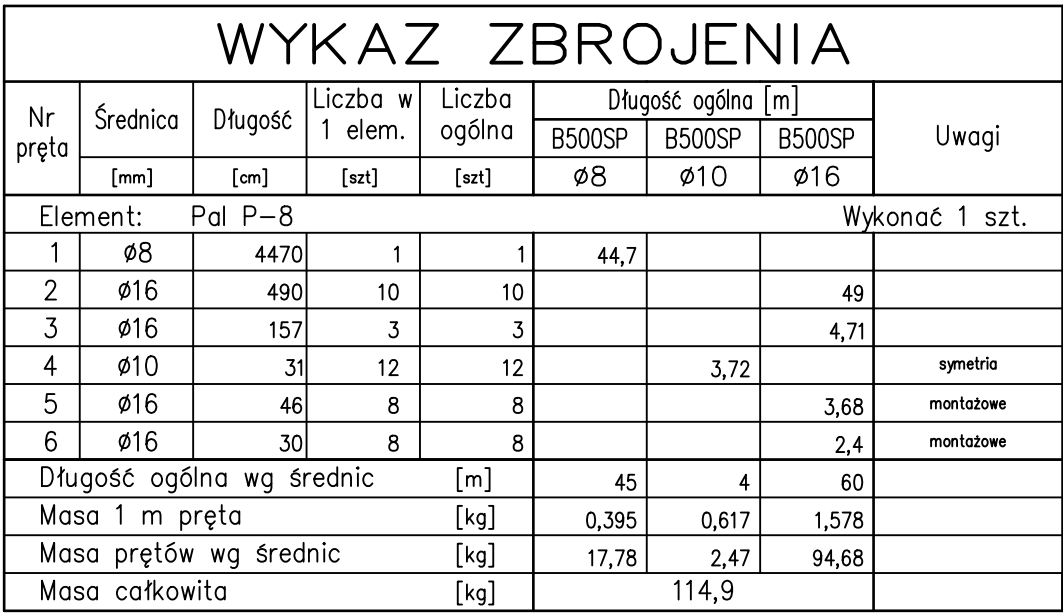 WYKAZ ZBROJENIA
Nr pręta Średnica Długość Liczba w 1 elem. Liczba ogólna Długość ogólna [m] Uwagi
B500SP B500SP B500SP
[mm] [cm] [szt] [szt] ø8 ø10 ø16
Element: Pal P-8 Wykonać 1 szt.
1 ø8 4470 1 1 44,7
2 ø16 490 10 10 49
3 ø16 157 3 3 4,71
4 ø10 31 12 12 3,72 symetria
5 ø16 46 8 8 3,68 montażowe
6 ø16 30 8 8 2,4 montażowe
Długość ogólna wg średnic [m] 45 4 60
Masa 1 m pręta [kg] 0,395 0,617 1,578
Masa prętów wg średnic [kg] 17,78 2,47 94,68
Masa całkowita [kg] 114,9